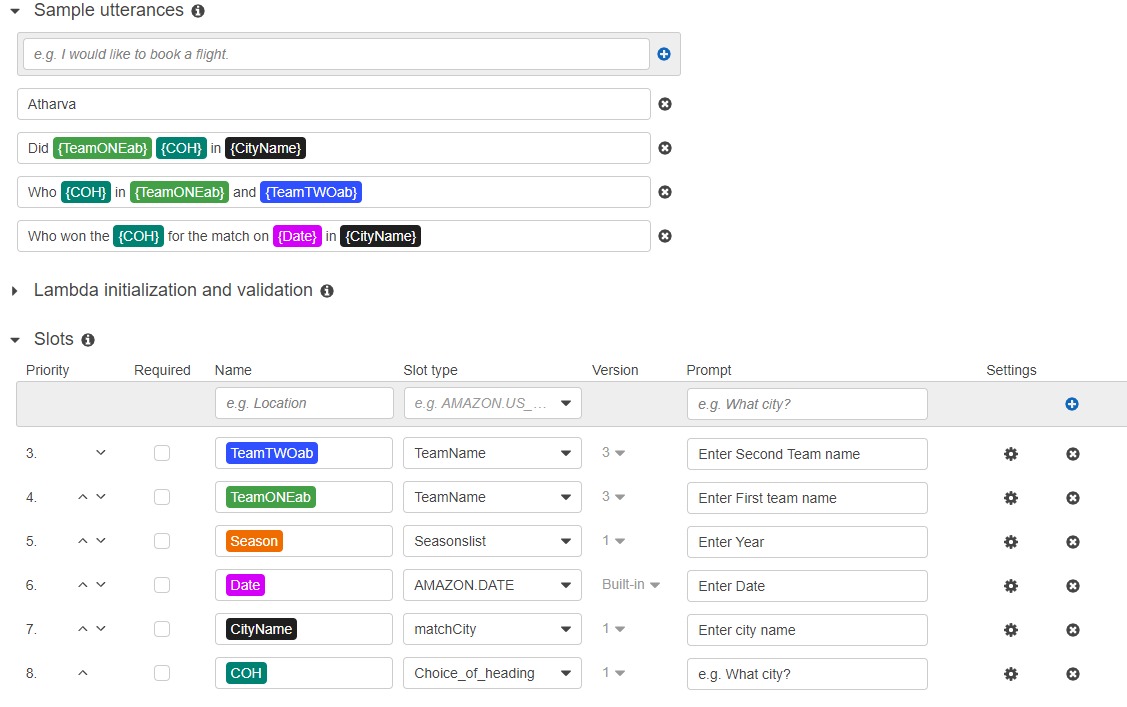 Sample utterances
e.g. I would like to book a flight.
Atharva
Did {TeamONEab} {COH} in {CityName}
Who {COH} in {TeamONEab} and {TeamTWOab}
Who won the {COH} for the match on {Date} in {CityName}
Lambda initialization and validation
Slots
Priority Required Name Slot type Version Prompt Settings
e.g. Location e.g. AMAZON.US_... e.g. What city?
3. TeamTWOab TeamName 3 Enter Second Team name
4. TeamONEab TeamName 3 Enter First team name
5. Season Seasonslist 1 Enter Year
6. Date AMAZON.DATE Built-in Enter Date
7. CityName matchCity 1 Enter city name
8. COH Choice_of_heading 1 e.g. What city?